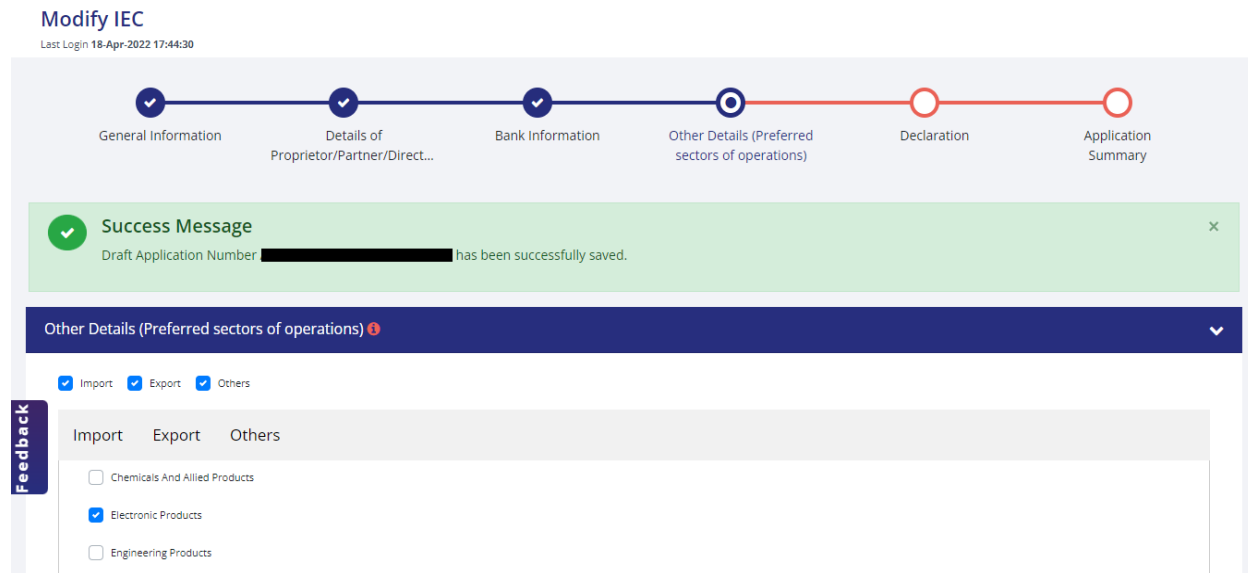 Modify IEC
Last Login 18-Apr-2022 17:44:30
General Information
Details of
Proprietor/Partner/Direct...
Bank Information
Other Details (Preferred
sectors of operations)
Declaration
Application
Summary
Success Message
×
Draft Application Number has been successfully saved.
Other Details (Preferred sectors of operations)
Import Export Others
Feedback
Import Export Others
Chemicals And Allied Products
Electronic Products
Engineering Products